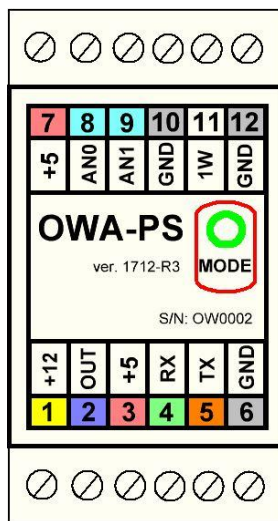 7 8 9 10 11 12
+5 AN0 AN1 GND 1W GND
OWA-PS
ver. 1712-R3 MODE
S/N: OW0002
+12 OUT +5 RX TX GND
1 2 3 4 5 6